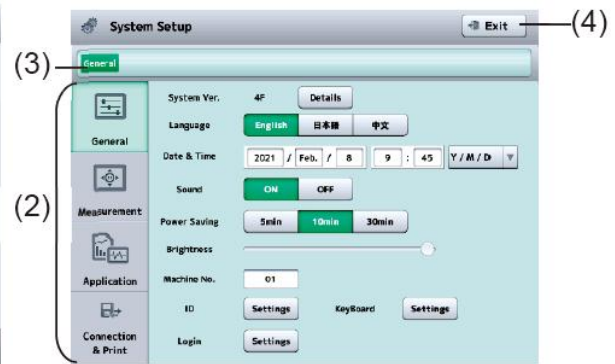 System Setup
Exit
(4)
(3)
General
(2)
General
Measurement
Application
Connection
& Print
System Ver. 4F Details
Language English 日本語 中文
Date & Time 2021 / Feb. / 8 9 : 45 Y / M / D
Sound ON OFF
Power Saving 5min 10min 30min
Brightness
Machine No. 01
ID Settings KeyBoard Settings
Login Settings